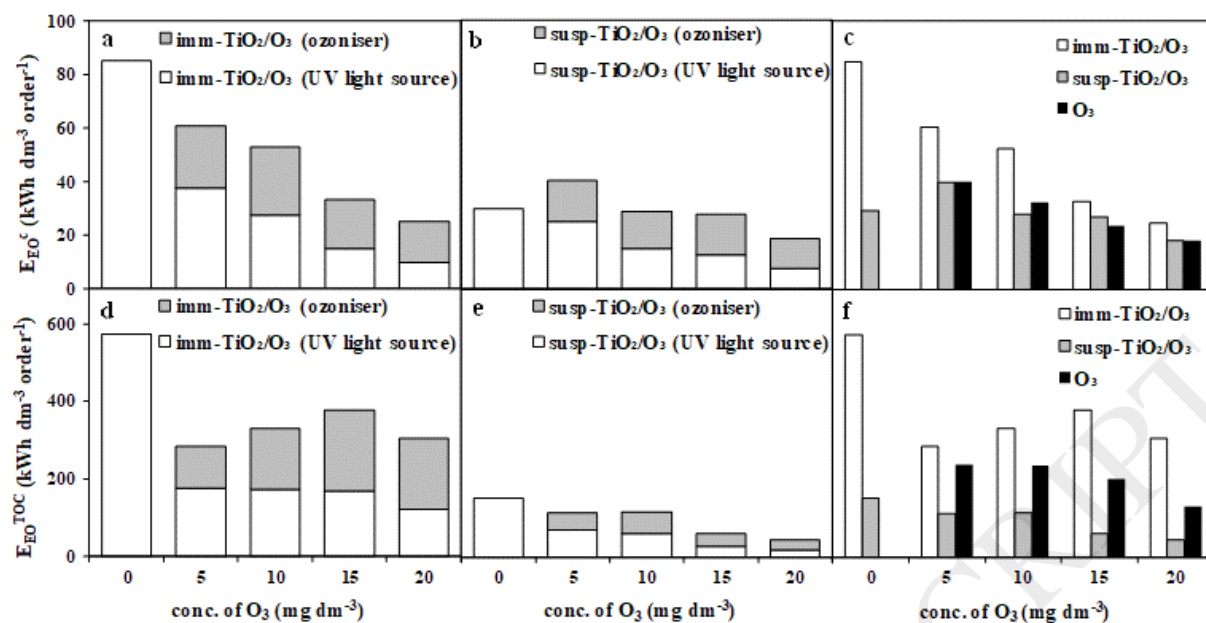 100
80
60
40
20
0
E_EO^C (kWh dm⁻³ order⁻¹)
a
imm-TiO₂/O₃ (ozoniser)
imm-TiO₂/O₃ (UV light source)
b
susp-TiO₂/O₃ (ozoniser)
susp-TiO₂/O₃ (UV light source)
c
imm-TiO₂/O₃
susp-TiO₂/O₃
O₃
600
400
200
0
E_EO^TOC (kWh dm⁻³ order⁻¹)
d
imm-TiO₂/O₃ (ozoniser)
imm-TiO₂/O₃ (UV light source)
e
susp-TiO₂/O₃ (ozoniser)
susp-TiO₂/O₃ (UV light source)
f
imm-TiO₂/O₃
susp-TiO₂/O₃
O₃
0 5 10 15 20
0 5 10 15 20
0 5 10 15 20
conc. of O₃ (mg dm⁻³)
conc. of O₃ (mg dm⁻³)
conc. of O₃ (mg dm⁻³)
CRIPT